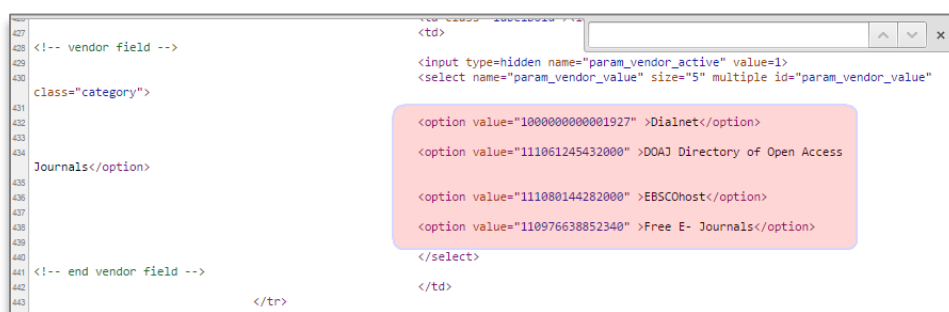 427 <td>
428 <!-- vendor field -->
429 <input type=hidden name="param_vendor_active" value=1>
430 <select name="param_vendor_value" size="5" multiple id="param_vendor_value"
class="category">
431
432 <option value="1000000000001927" >Dialnet</option>
433
434 <option value="111061245432000" >DOAJ Directory of Open Access
Journals</option>
435
436 <option value="111080144282000" >EBSCOhost</option>
437
438 <option value="110976638852340" >Free E- Journals</option>
439
440 </select>
441 <!-- end vendor field -->
442 </td>
443 </tr>